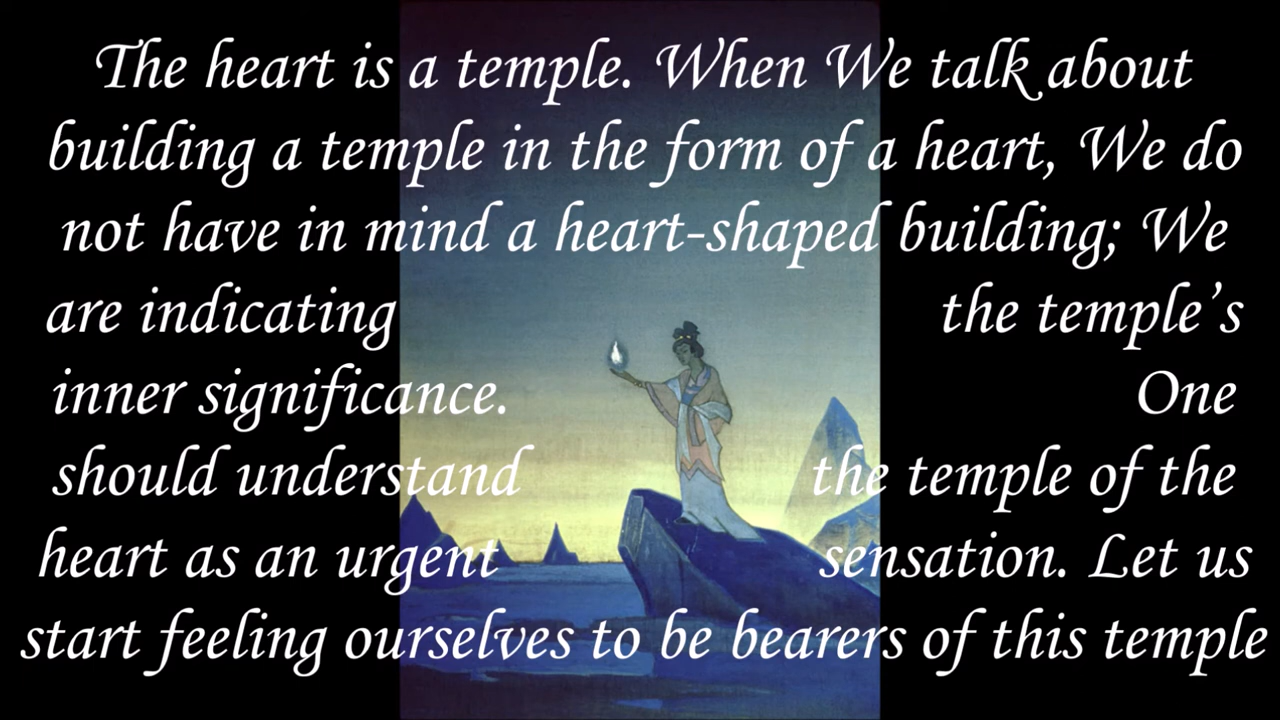 The heart is a temple. When We talk about
building a temple in the form of a heart, We do
not have in mind a heart-shaped building; We
are indicating the temple’s
inner significance. One
should understand the temple of the
heart as an urgent sensation. Let us
start feeling ourselves to be bearers of this temple